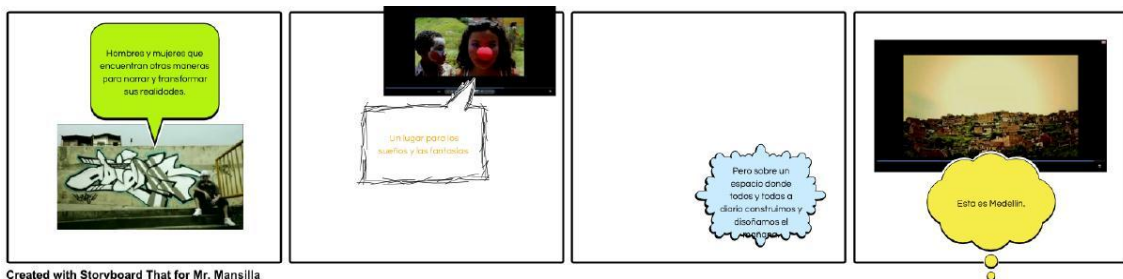 Hombres y mujeres que
encuentran otras maneras
para narrar y transformar
sus realidades.
Un lugar para los
sueños y las fantasías.
Pero sobre un
espacio donde
todos y todas a
diario construimos y
diseñamos el
mañana.
Esta es Medellín.
Created with Storyboard That for Mr. Mansilla